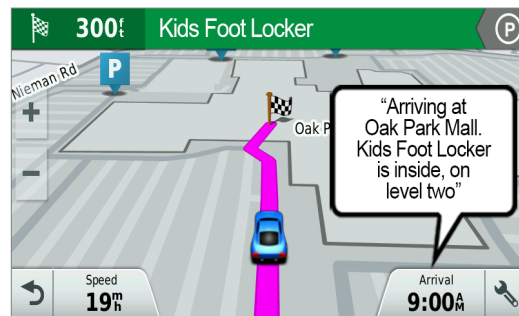 300ft Kids Foot Locker
P
Nieman Rd
P
+
Oak P
“Arriving at
Oak Park Mall.
Kids Foot Locker
is inside, on
level two”
−
Speed
19mh
Arrival
9:00AM